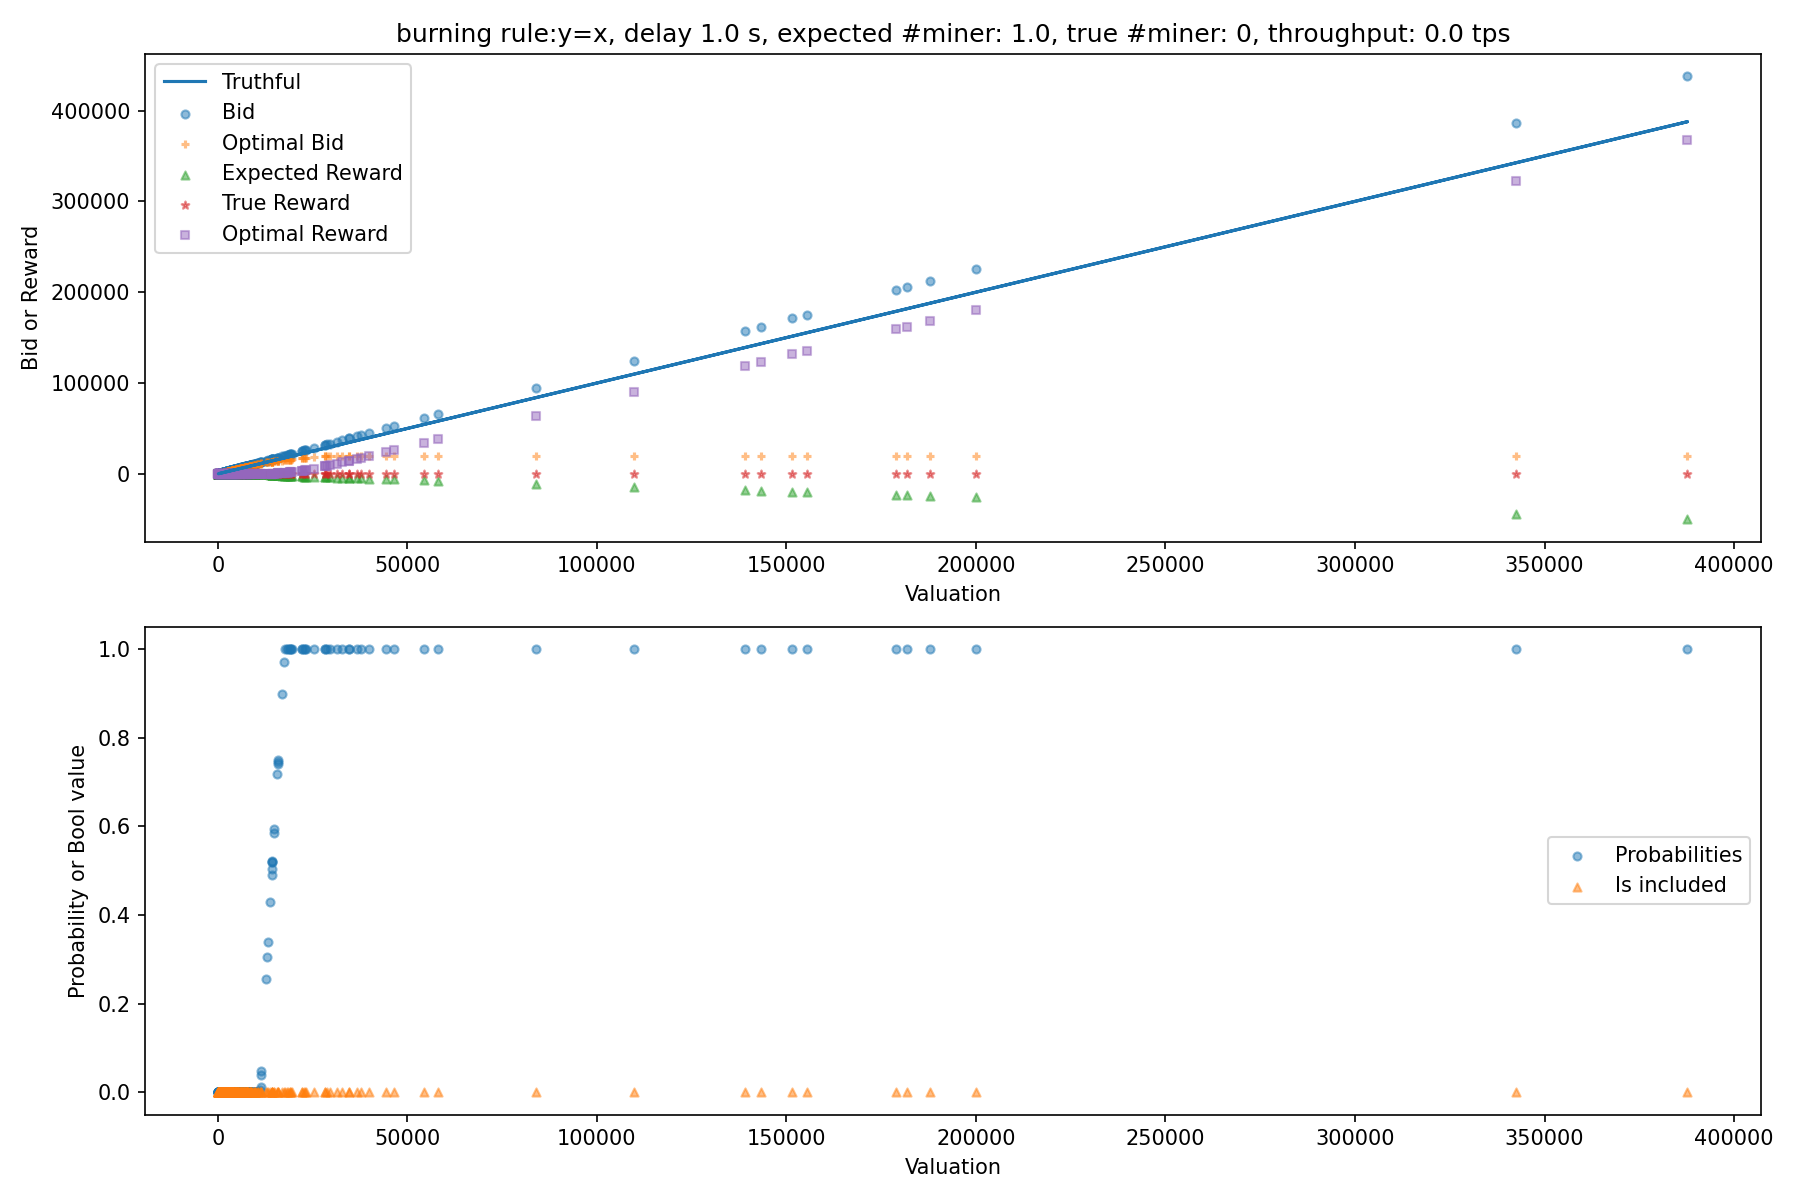 burning rule:y=x, delay 1.0 s, expected #miner: 1.0, true #miner: 0, throughput: 0.0 tps
Truthful
Bid
Optimal Bid
Expected Reward
True Reward
Optimal Reward
400000
300000
200000
100000
0
Bid or Reward
0 50000 100000 150000 200000 250000 300000 350000 400000
Valuation
1.0
0.8
0.6
0.4
0.2
0.0
Probability or Bool value
Probabilities
Is included
0 50000 100000 150000 200000 250000 300000 350000 400000
Valuation